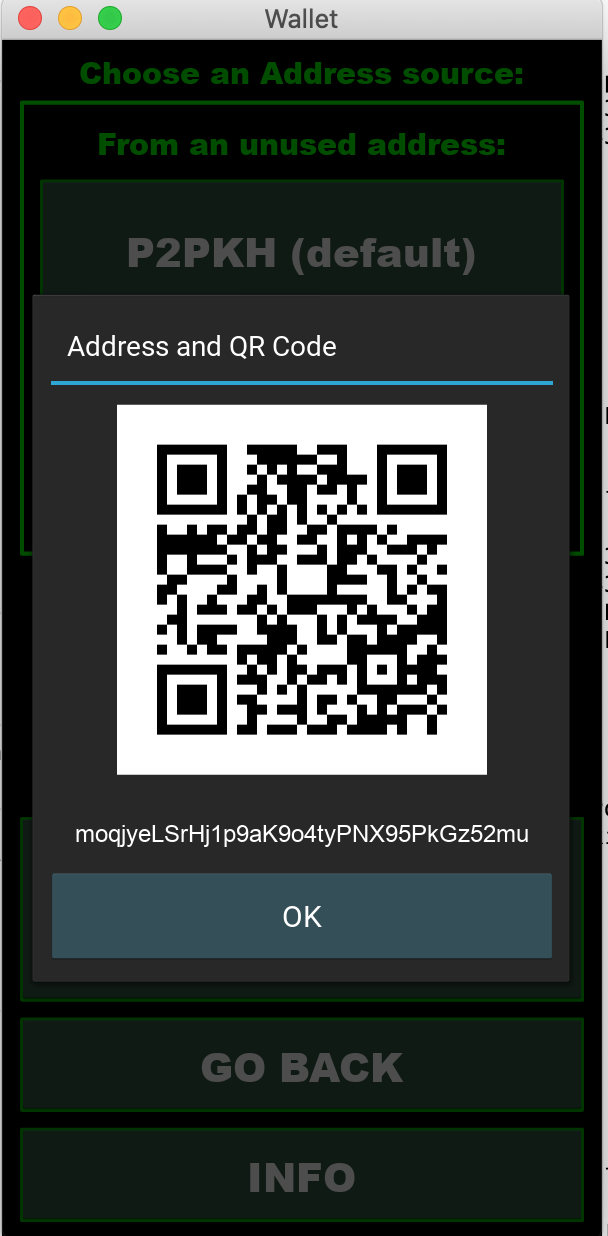 Wallet
Choose an Address source:
From an unused address:
P2PKH (default)
Address and QR Code
moqjyeLSrHj1p9aK9o4tyPNX95PkGz52mu
OK
GO BACK
INFO